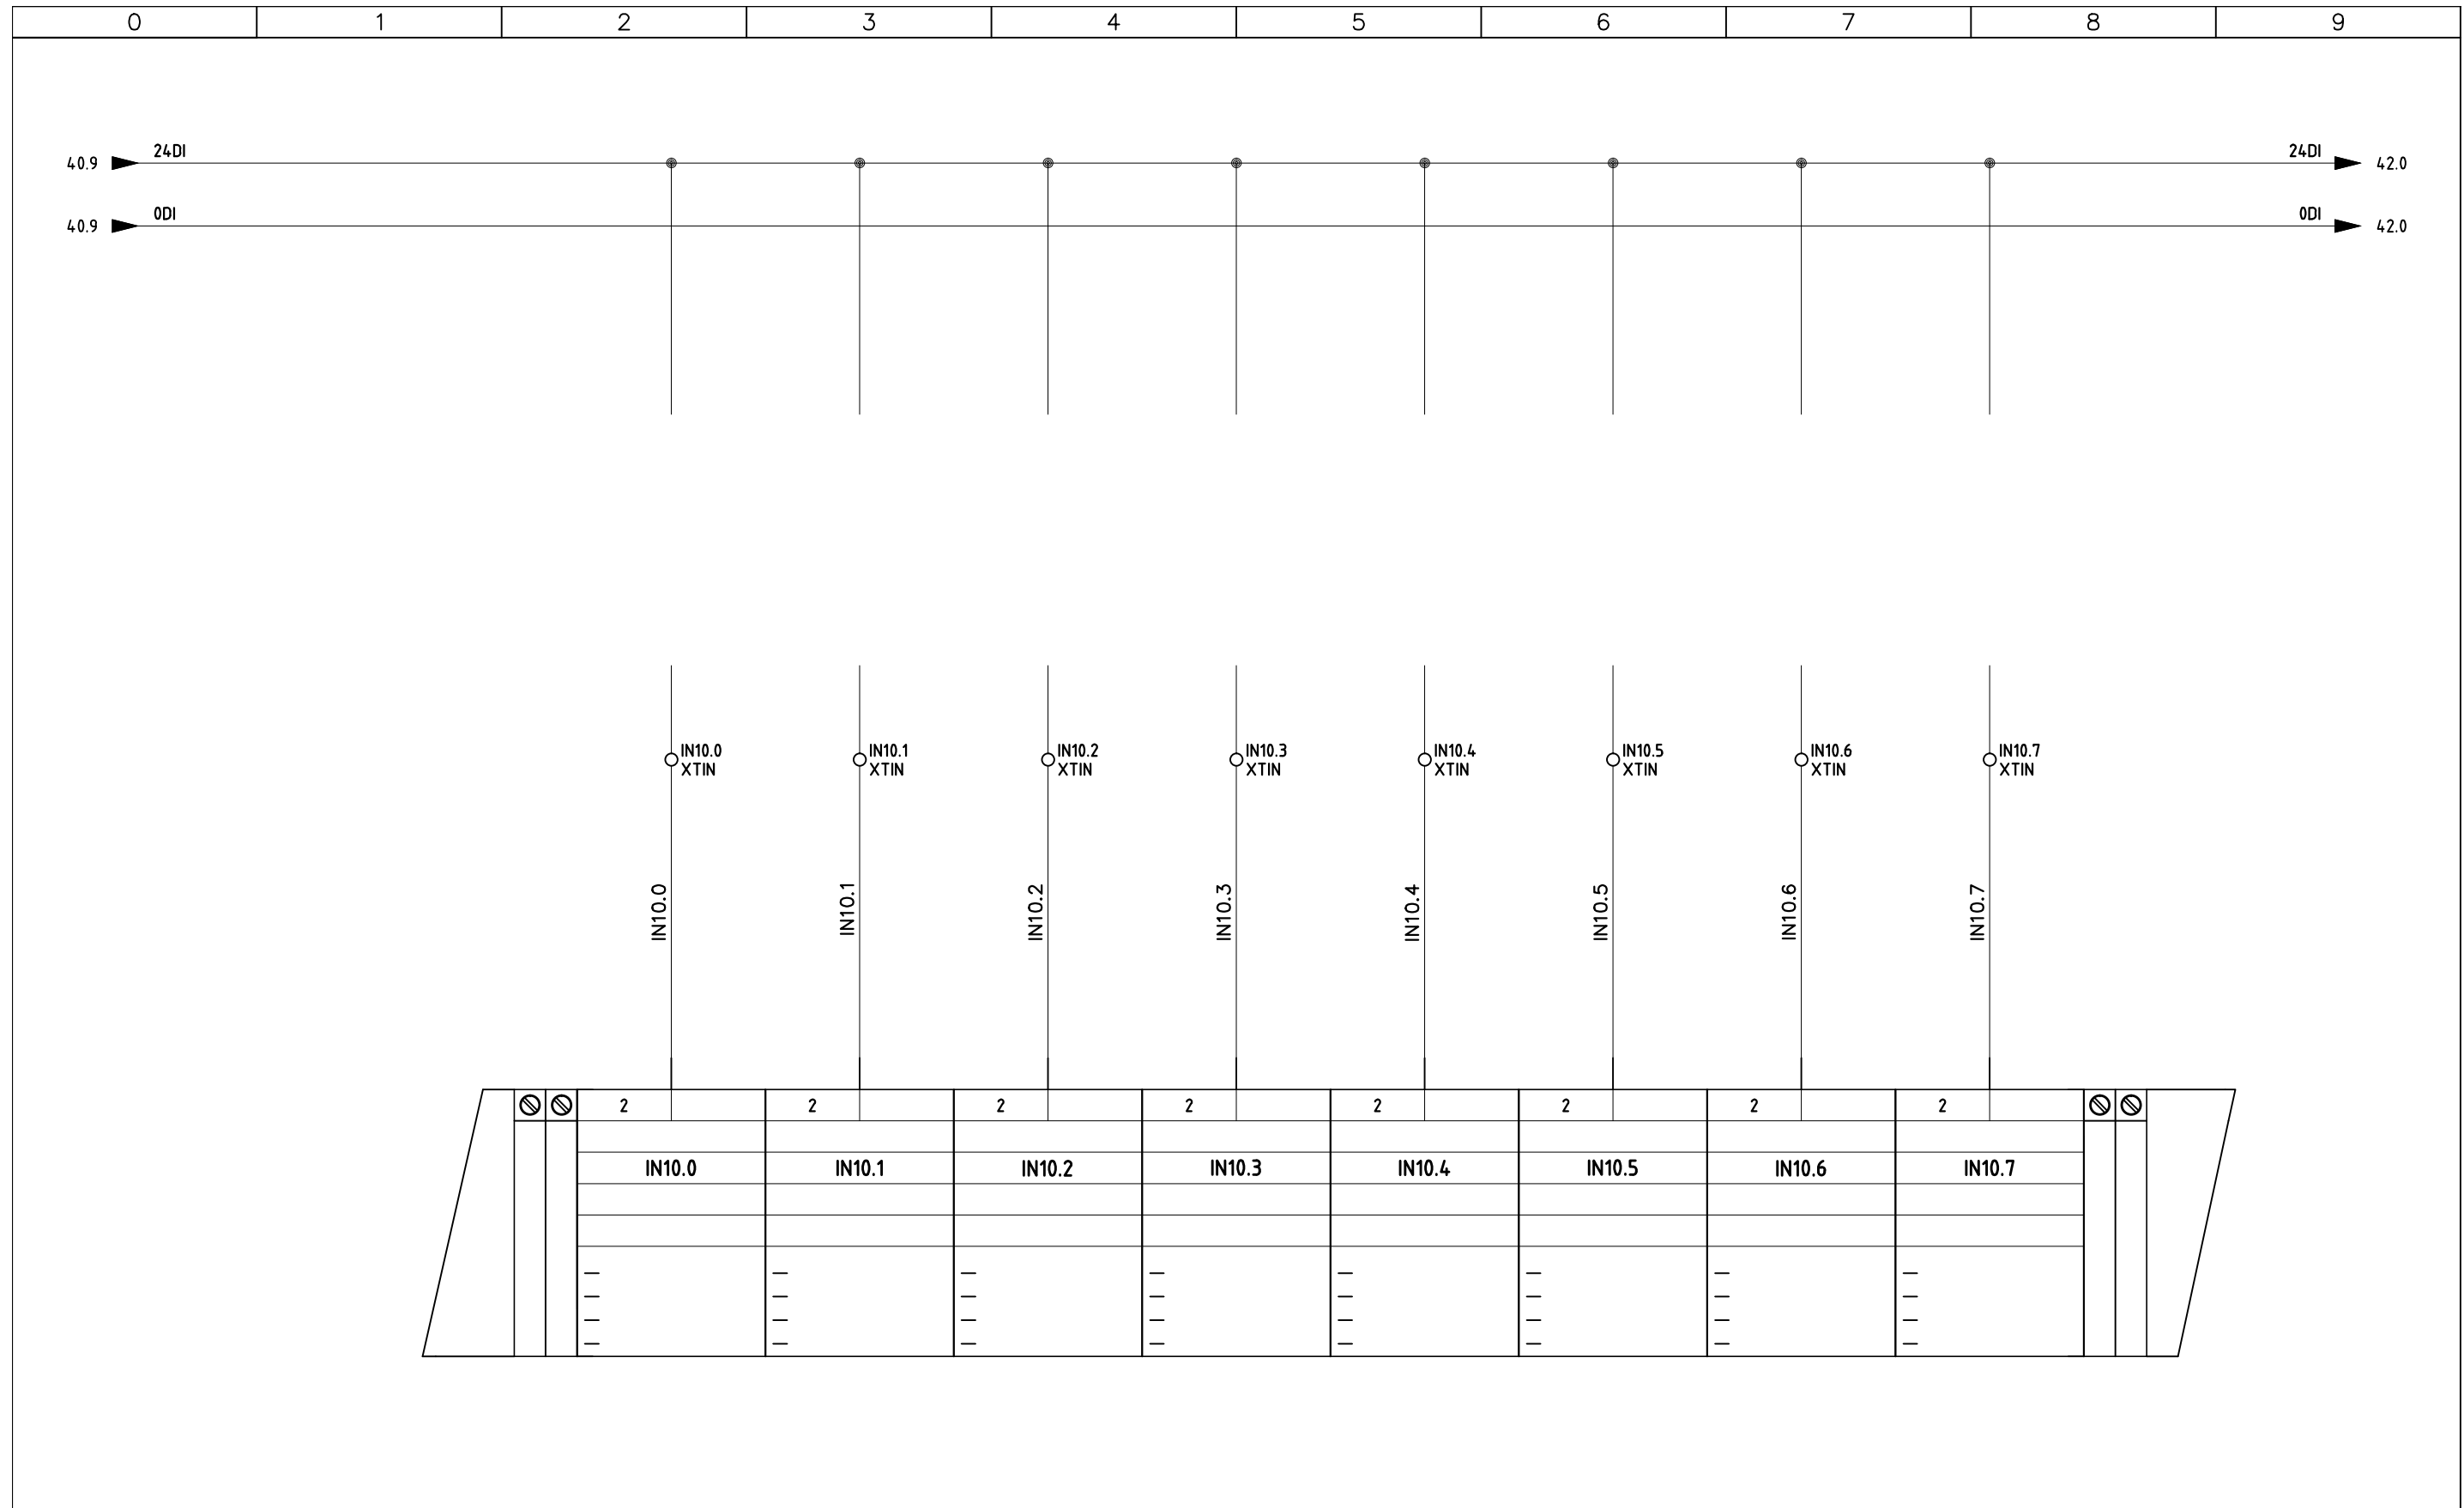 0 1 2 3 4 5 6 7 8 9
24DI 24DI
40.9 42.0
0DI 0DI
40.9 42.0
IN10.0 IN10.1 IN10.2 IN10.3 IN10.4 IN10.5 IN10.6 IN10.7
XTIN XTIN XTIN XTIN XTIN XTIN XTIN XTIN
IN10.0 IN10.1 IN10.2 IN10.3 IN10.4 IN10.5 IN10.6 IN10.7
2 2 2 2 2 2 2 2
IN10.0 IN10.1 IN10.2 IN10.3 IN10.4 IN10.5 IN10.6 IN10.7